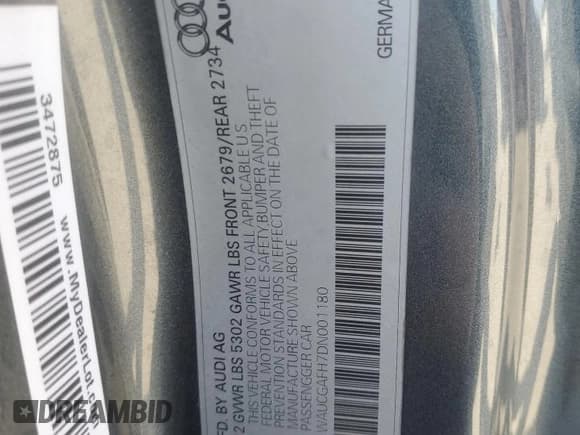 MFD. BY AUDI AG
2 GVWR LBS 5302 GAWR LBS FRONT 2679/REAR 2734
THIS VEHICLE CONFORMS TO ALL APPLICABLE U S
FEDERAL MOTOR VEHICLE SAFETY, BUMPER AND THEFT
PREVENTION STANDARDS IN EFFECT ON THE DATE OF
MANUFACTURE SHOWN ABOVE
PASSENGER CAR
WAUCGAFH7DN001180
GERMA
3472875
www.MyDealerLot.com
DREAMBID